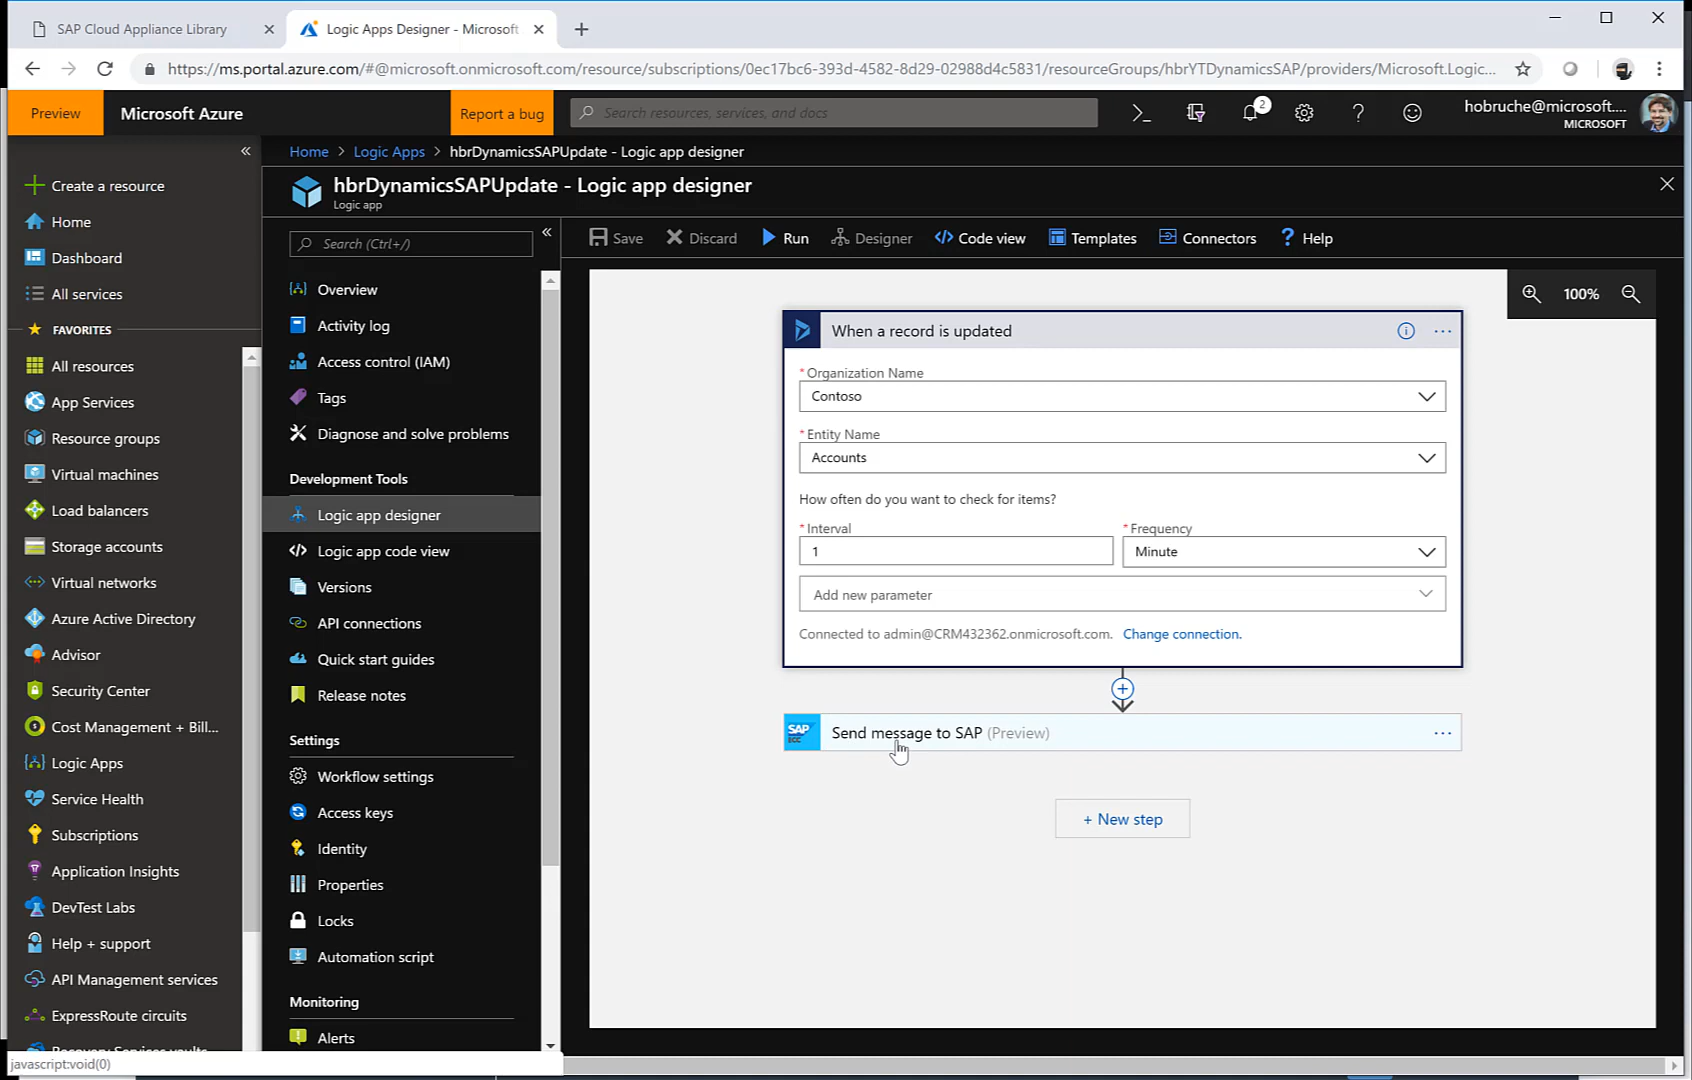 SAP Cloud Appliance Library
Logic Apps Designer - Microsoft
https://ms.portal.azure.com/#@microsoft.onmicrosoft.com/resource/subscriptions/0ec17bc6-393d-4582-8d29-02988d4c5831/resourceGroups/hbrYTDynamicsSAP/providers/Microsoft.Logic...
Preview
Microsoft Azure
Report a bug
Search resources, services, and docs
2
hobruche@microsoft....
MICROSOFT
Create a resource
Home
Dashboard
All services
FAVORITES
All resources
App Services
Resource groups
Virtual machines
Load balancers
Storage accounts
Virtual networks
Azure Active Directory
Advisor
Security Center
Cost Management + Bill...
Logic Apps
Service Health
Subscriptions
Application Insights
DevTest Labs
Help + support
API Management services
ExpressRoute circuits
Recovery Services vaults
javascript:void(0)
Home > Logic Apps > hbrDynamicsSAPUpdate - Logic app designer
hbrDynamicsSAPUpdate - Logic app designer
Logic app
Search (Ctrl+/)
Overview
Activity log
Access control (IAM)
Tags
Diagnose and solve problems
Development Tools
Logic app designer
Logic app code view
Versions
API connections
Quick start guides
Release notes
Settings
Workflow settings
Access keys
Identity
Properties
Locks
Automation script
Monitoring
Alerts
Save Discard Run Designer Code view Templates Connectors Help
100%
When a record is updated
* Organization Name
Contoso
* Entity Name
Accounts
How often do you want to check for items?
* Interval * Frequency
1 Minute
Add new parameter
Connected to admin@CRM432362.onmicrosoft.com. Change connection.
SAP
ECC
Send message to SAP (Preview)
+ New step